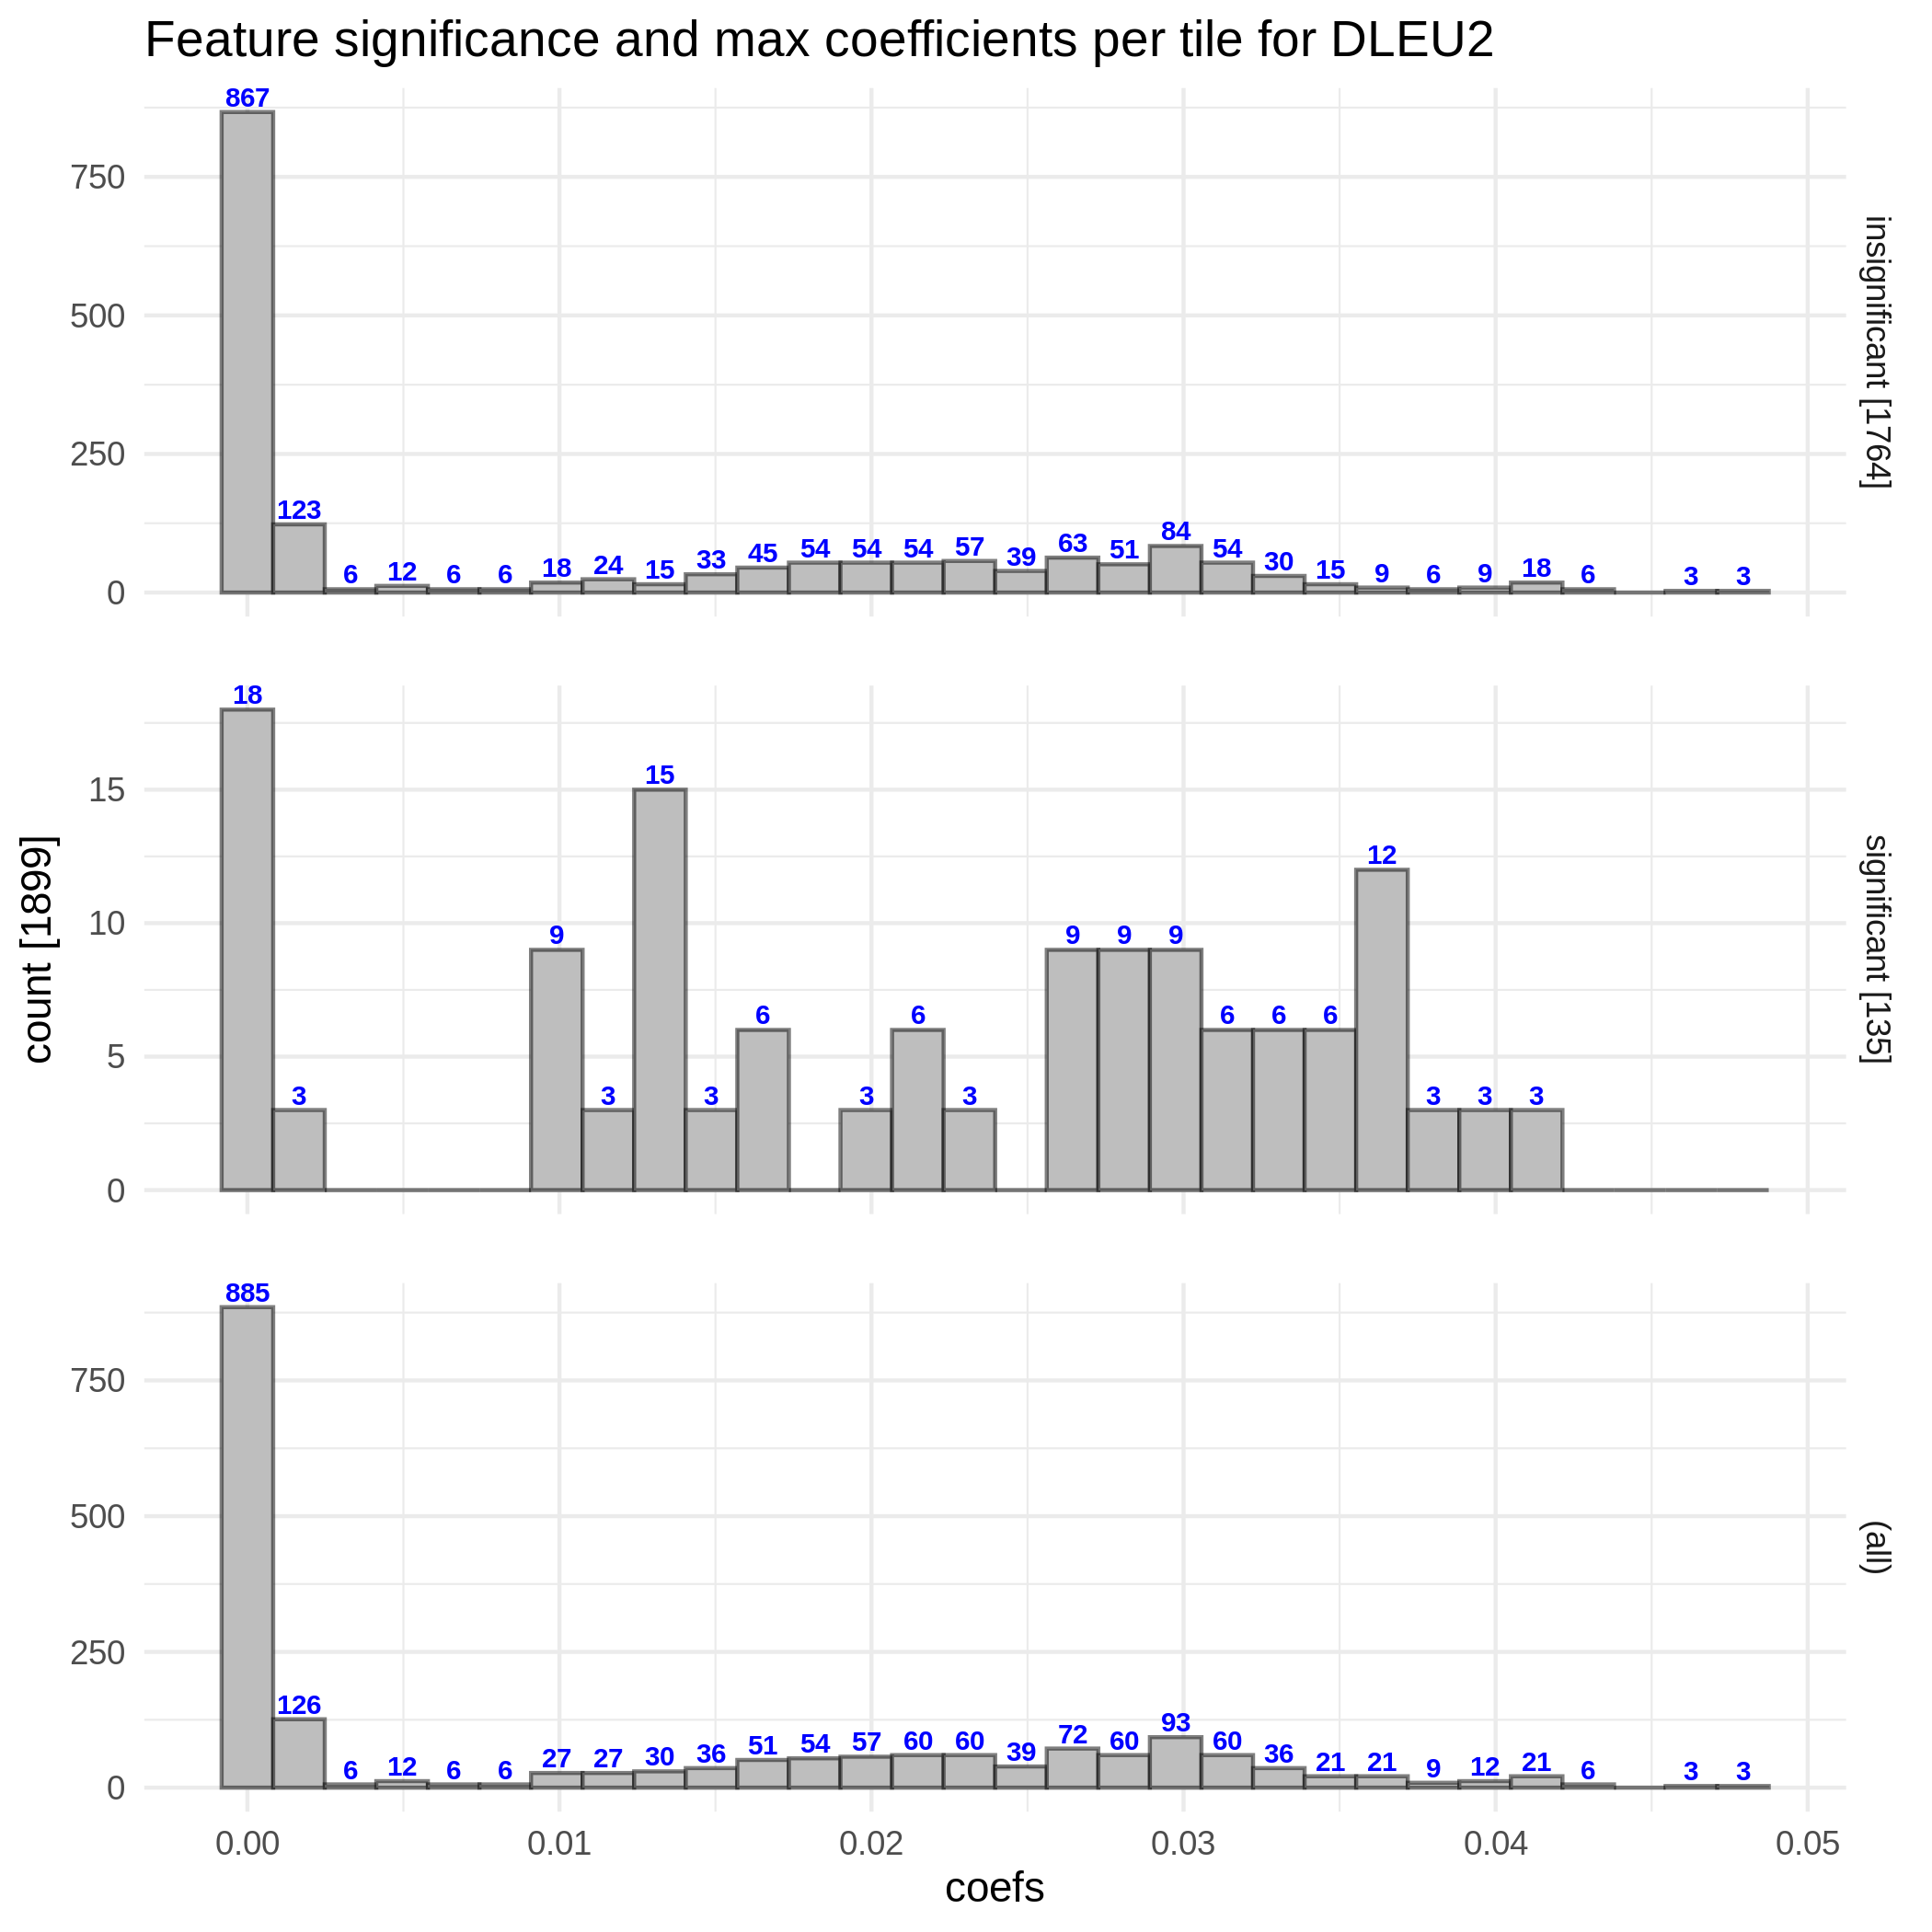 Feature significance and max coefficients per tile for DLEU2
867
750
500
250
0
123 6 12 6 6 18 24 15 33 45 54 54 54 57 39 63 51 84 54 30 15 9 6 9 18 6 3 3
insignificant [1764]
count [1899]
18
15
10
5
0
3 9 3 15 3 6 3 6 3 9 9 9 6 6 6 12 3 3 3
significant [135]
885
750
500
250
0
126 6 12 6 6 27 27 30 36 51 54 57 60 60 39 72 60 93 60 36 21 21 9 12 21 6 3 3
(all)
0.00 0.01 0.02 0.03 0.04 0.05
coefs